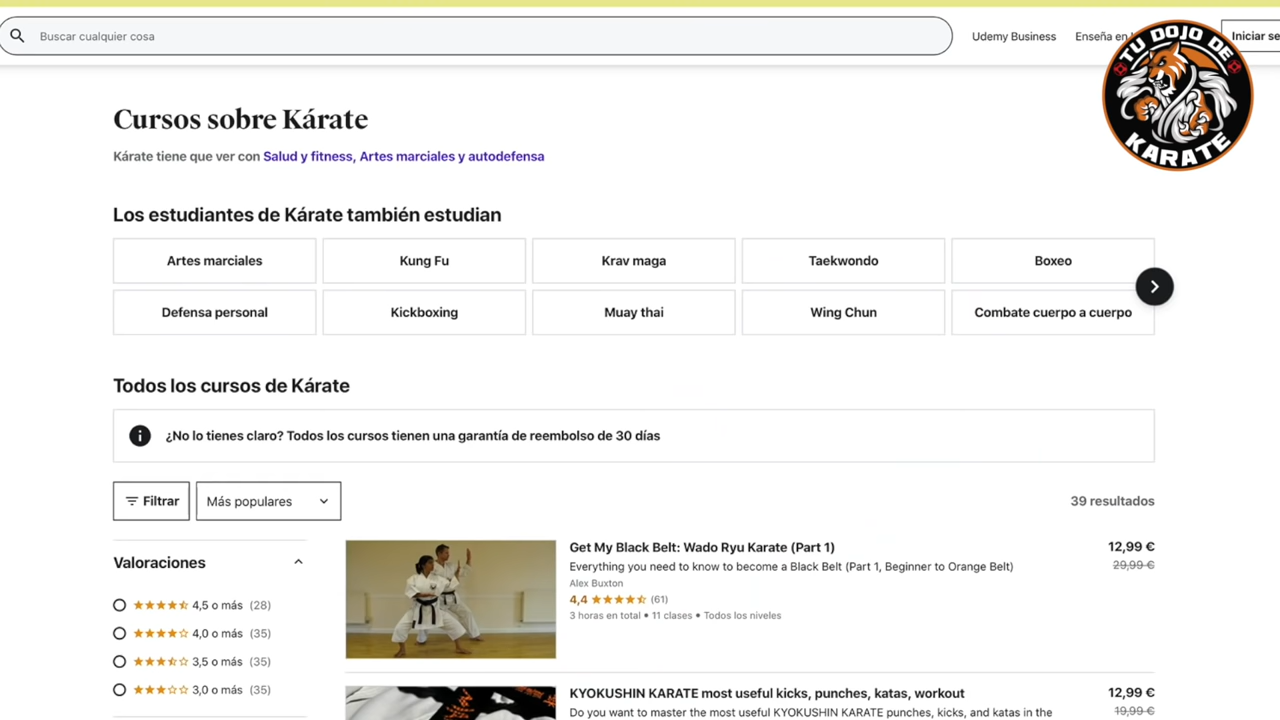 Buscar cualquier cosa
Udemy Business
Enseña en
Iniciar se
TU DOJO DE
KARATE
Cursos sobre Kárate
Kárate tiene que ver con Salud y fitness, Artes marciales y autodefensa
Los estudiantes de Kárate también estudian
Artes marciales
Kung Fu
Krav maga
Taekwondo
Boxeo
Defensa personal
Kickboxing
Muay thai
Wing Chun
Combate cuerpo a cuerpo
Todos los cursos de Kárate
¿No lo tienes claro? Todos los cursos tienen una garantía de reembolso de 30 días
Filtrar
Más populares
39 resultados
Valoraciones
4,5 o más (28)
4,0 o más (35)
3,5 o más (35)
3,0 o más (35)
Get My Black Belt: Wado Ryu Karate (Part 1)
12,99 €
Everything you need to know to become a Black Belt (Part 1, Beginner to Orange Belt)
29,99 €
Alex Buxton
4,4 (61)
3 horas en total • 11 clases • Todos los niveles
KYOKUSHIN KARATE most useful kicks, punches, katas, workout
12,99 €
Do you want to master the most useful KYOKUSHIN KARATE punches, kicks, and katas in the
19,99 €